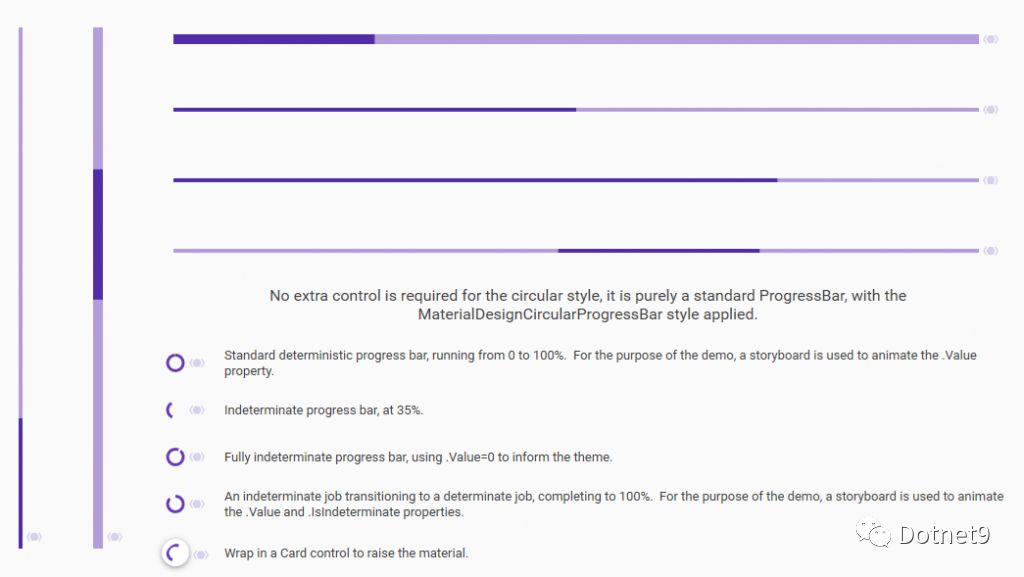 No extra control is required for the circular style, it is purely a standard ProgressBar, with the
MaterialDesignCircularProgressBar style applied.
Standard deterministic progress bar, running from 0 to 100%.  For the purpose of the demo, a storyboard is used to animate the .Value
property.
Indeterminate progress bar, at 35%.
Fully indeterminate progress bar, using .Value=0 to inform the theme.
An indeterminate job transitioning to a determinate job, completing to 100%.  For the purpose of the demo, a storyboard is used to animate
the .Value and .IsIndeterminate properties.
Wrap in a Card control to raise the material.
Dotnet9